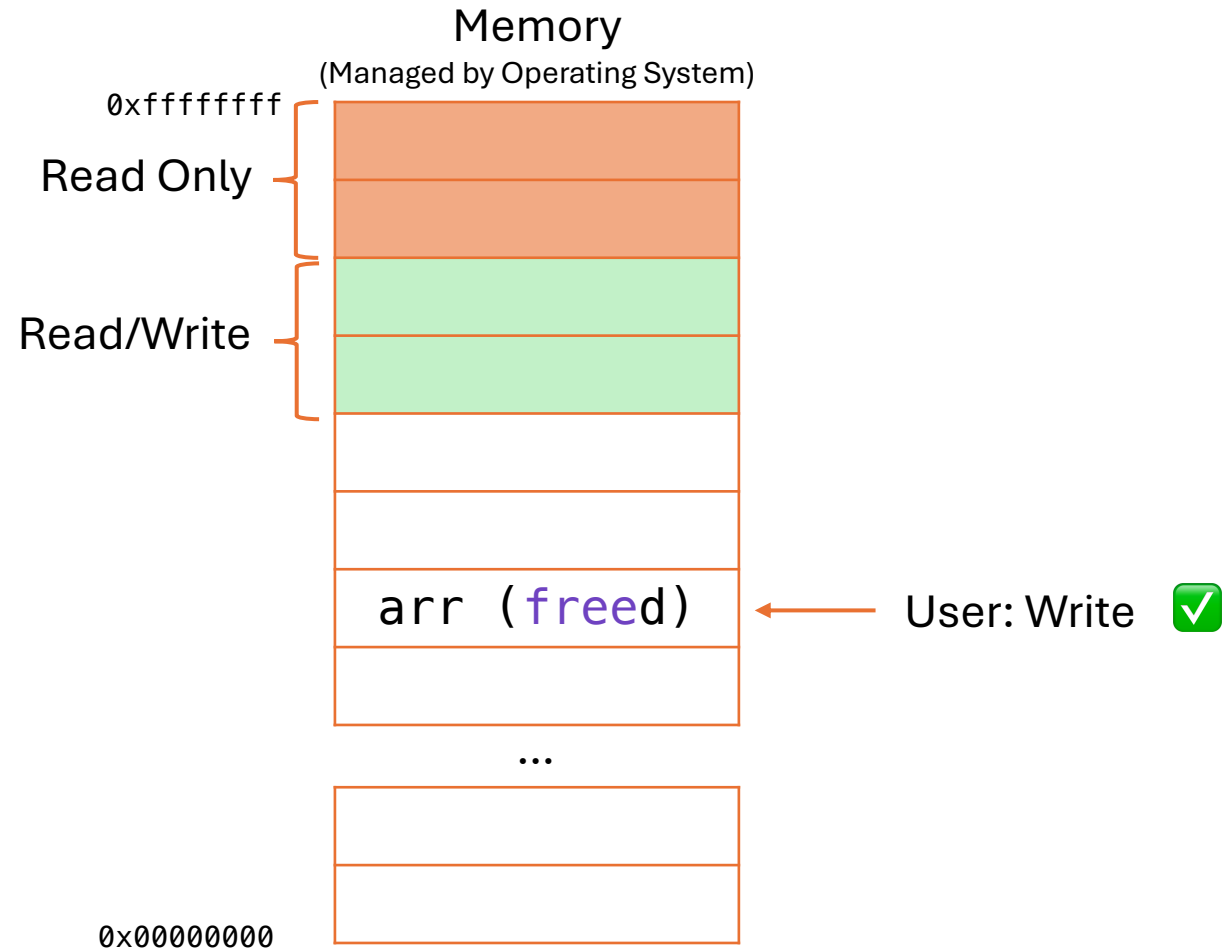 Memory
(Managed by Operating System)
0xffffffff
Read Only
Read/Write
arr (freed)
User: Write ✅
...
0x00000000